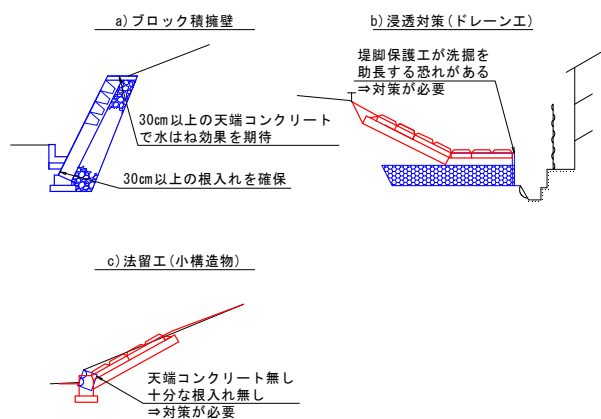 a)ブロック積擁壁
30cm以上の天端コンクリート
で水はね効果を期待
30cm以上の根入れを確保
b)浸透対策(ドレーン工)
堤脚保護工が洗掘を
助長する恐れがある
⇒対策が必要
c)法留工(小構造物)
天端コンクリート無し
十分な根入れ無し
⇒対策が必要